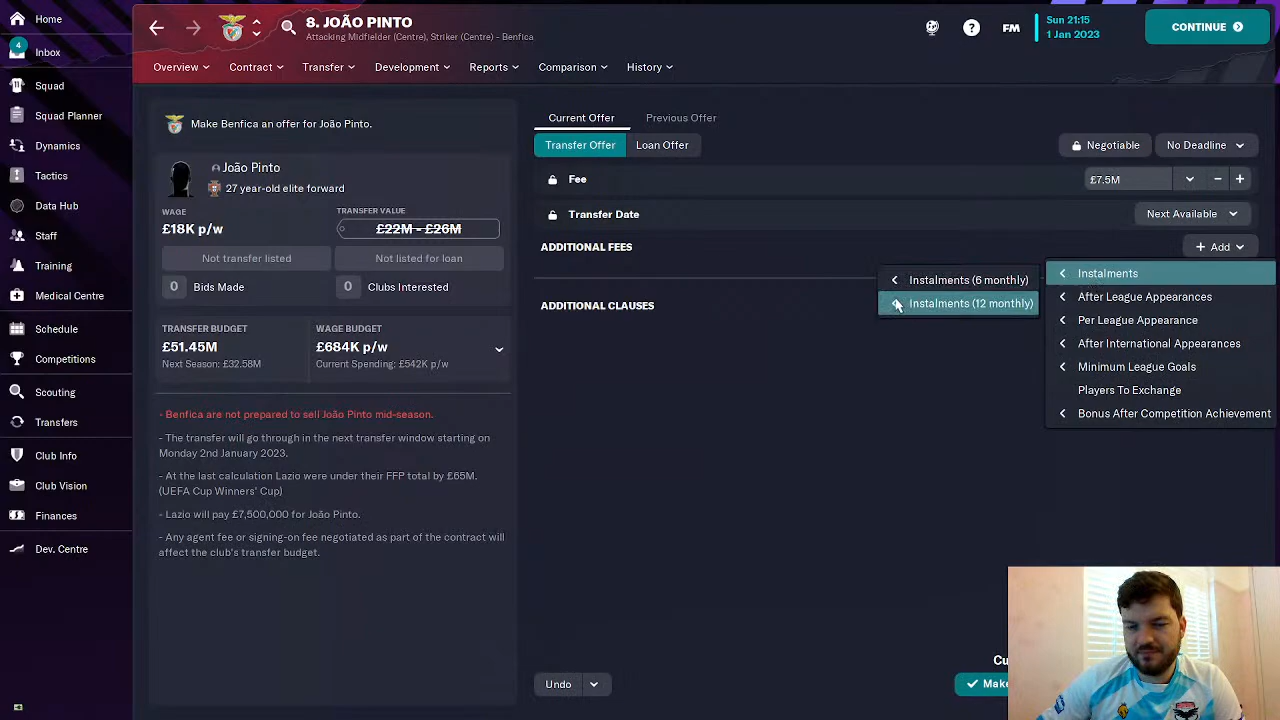 Home
4
Inbox
11
Squad
Squad Planner
Dynamics
Tactics
Data Hub
Staff
Training
Medical Centre
Schedule
Competitions
Scouting
Transfers
Club Info
Club Vision
Finances
Dev. Centre
8. JOÃO PINTO
Attacking Midfielder (Centre), Striker (Centre) - Benfica
?
FM
Sun 21:15
1 Jan 2023
CONTINUE
Overview
Contract
Transfer
Development
Reports
Comparison
History
Make Benfica an offer for João Pinto.
João Pinto
27 year-old elite forward
WAGE
£18K p/w
TRANSFER VALUE
£22M - £26M
Not transfer listed
Not listed for loan
0 Bids Made
0 Clubs Interested
TRANSFER BUDGET
£51.45M
Next Season: £32.58M
WAGE BUDGET
£684K p/w
Current Spending: £542K p/w
- Benfica are not prepared to sell João Pinto mid-season.
- The transfer will go through in the next transfer window starting on
Monday 2nd January 2023.
- At the last calculation Lazio were under their FFP total by £65M.
(UEFA Cup Winners' Cup)
- Lazio will pay £7,500,000 for João Pinto.
- Any agent fee or signing-on fee negotiated as part of the contract will
affect the club's transfer budget.
Current Offer
Previous Offer
Transfer Offer
Loan Offer
Negotiable
No Deadline
Fee
£7.5M
Transfer Date
Next Available
ADDITIONAL FEES
+ Add
Instalments
After League Appearances
Per League Appearance
After International Appearances
Minimum League Goals
Players To Exchange
Bonus After Competition Achievement
Instalments (6 monthly)
Instalments (12 monthly)
ADDITIONAL CLAUSES
Undo